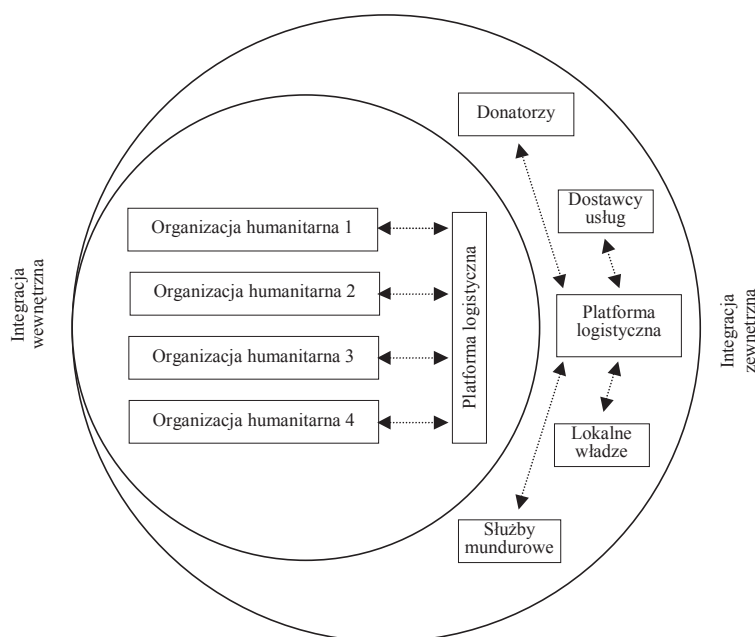 Donatorzy
Dostawcy
usług
Organizacja humanitarna 1
Organizacja humanitarna 2
Organizacja humanitarna 3
Organizacja humanitarna 4
Platforma logistyczna
Platforma
logistyczna
Lokalne
władze
Służby
mundurowe
Integracja
wewnętrzna
Integracja
zewnetrzna